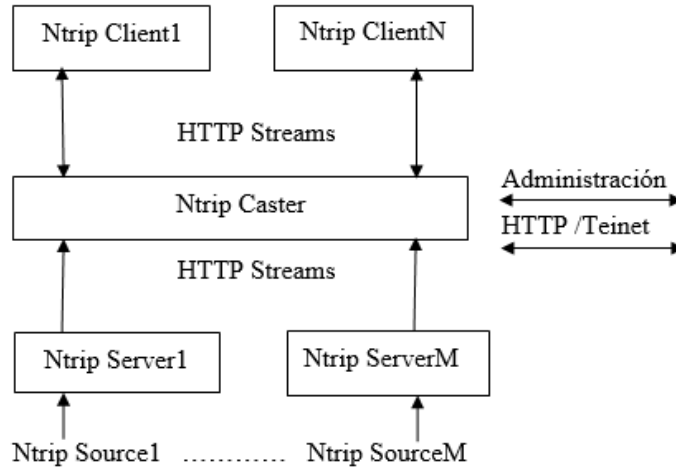 Ntrip Client1 Ntrip ClientN
HTTP Streams
Ntrip Caster
Administración
HTTP /Teinet
HTTP Streams
Ntrip Server1 Ntrip ServerM
Ntrip Source1 ………… Ntrip SourceM